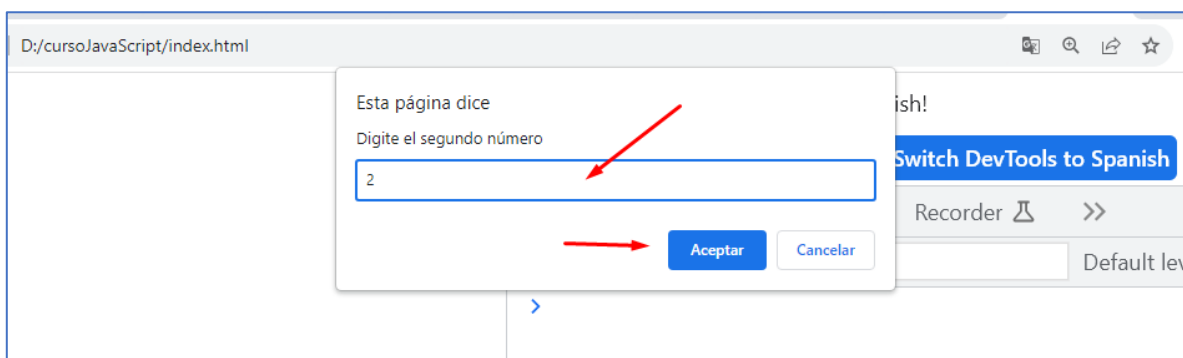 D:/cursoJavaScript/index.html
Esta página dice
Digite el segundo número
2
Aceptar
Cancelar
ish!
Switch DevTools to Spanish
Recorder
Default lev